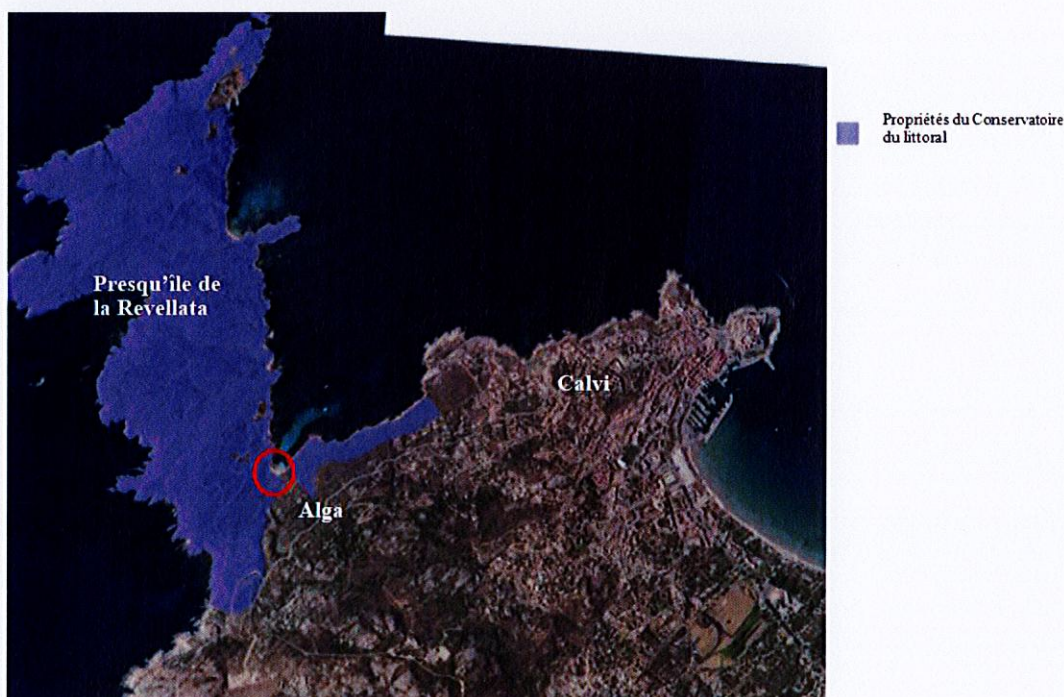 Propriétés du Conservatoire
du littoral
Presqu'île de
la Revellata
Calvi
Alga